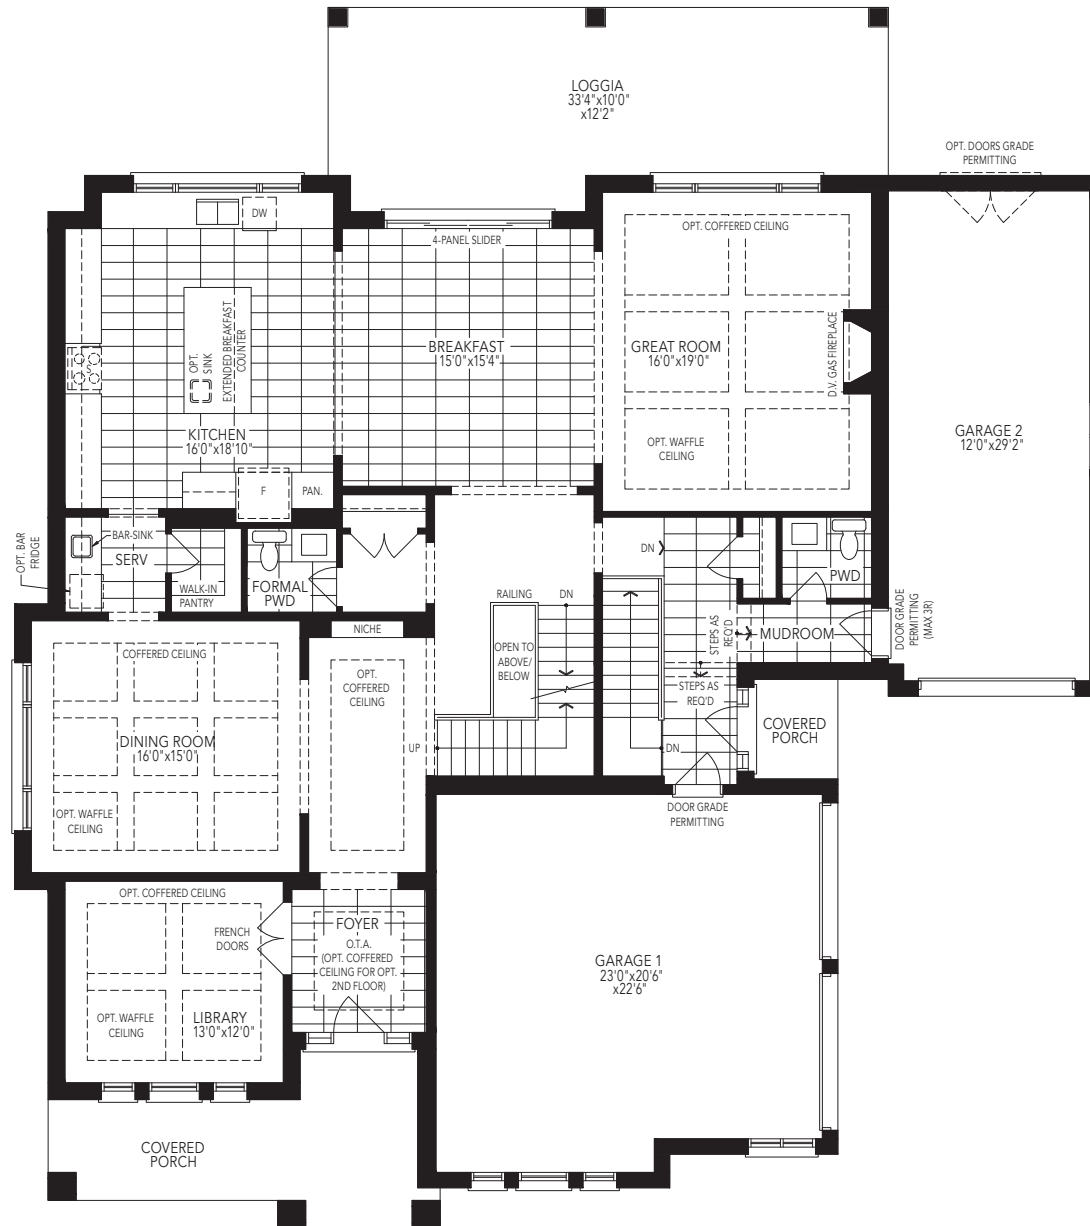 LOGGIA
33'4"x10'0"
x12'2"
OPT. DOORS GRADE
PERMITTING
DW
4-PANEL SLIDER
OPT. COFFERED CEILING
OPT.
SINK
EXTENDED BREAKFAST
COUNTER
S
BREAKFAST
15'0"x15'4"
GREAT ROOM
16'0"x19'0"
D.V. GAS FIREPLACE
KITCHEN
16'0"x18'10"
OPT. WAFFLE
CEILING
GARAGE 2
12'0"x29'2"
F
PAN.
OPT. BAR
FRIDGE
BAR-SINK
SERV
WALK-IN
PANTRY
FORMAL
PWD
DN
PWD
RAILING
DN
NICHE
OPEN TO
ABOVE/
BELOW
STEPS AS
REQ'D
MUDROOM
DOOR GRADE
PERMITTING
(MAX 3R)
COFFERED CEILING
OPT.
COFFERED
CEILING
STEPS AS
REQ'D
DINING ROOM
16'0"x15'0"
UP
DN
COVERED
PORCH
OPT. WAFFLE
CEILING
DOOR GRADE
PERMITTING
OPT. COFFERED CEILING
FRENCH
DOORS
FOYER
O.T.A.
(OPT. COFFERED
CEILING FOR OPT.
2ND FLOOR)
GARAGE 1
23'0"x20'6"
x22'6"
OPT. WAFFLE
CEILING
LIBRARY
13'0"x12'0"
COVERED
PORCH